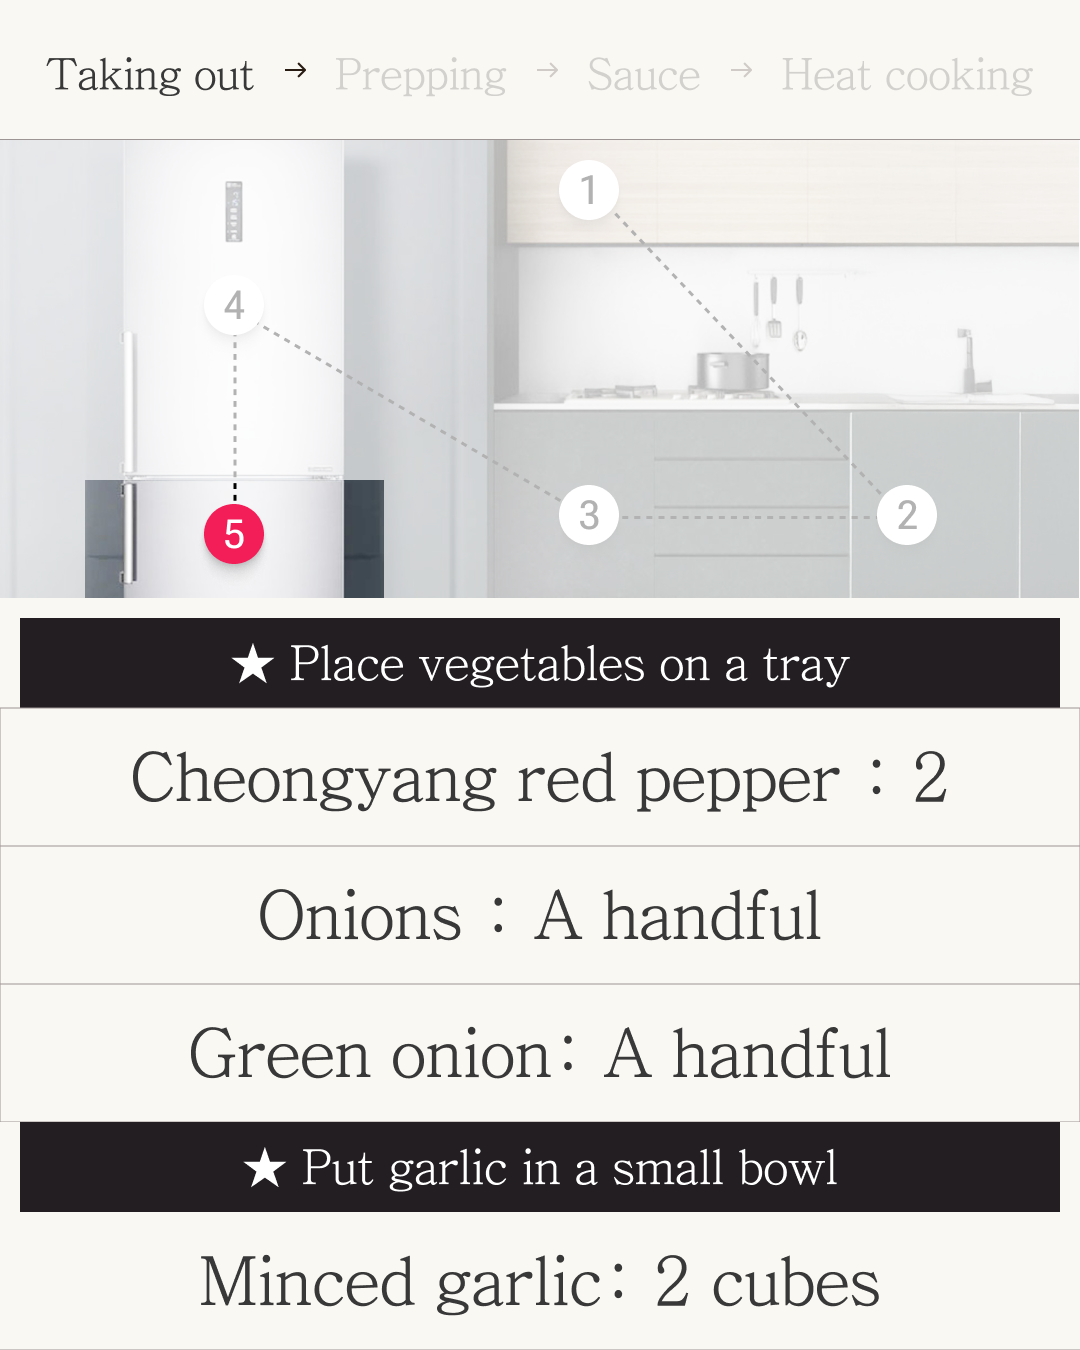 Taking out → Prepping → Sauce → Heat cooking
1
4
3
2
5
★ Place vegetables on a tray
Cheongyang red pepper : 2
Onions : A handful
Green onion: A handful
★ Put garlic in a small bowl
Minced garlic: 2 cubes